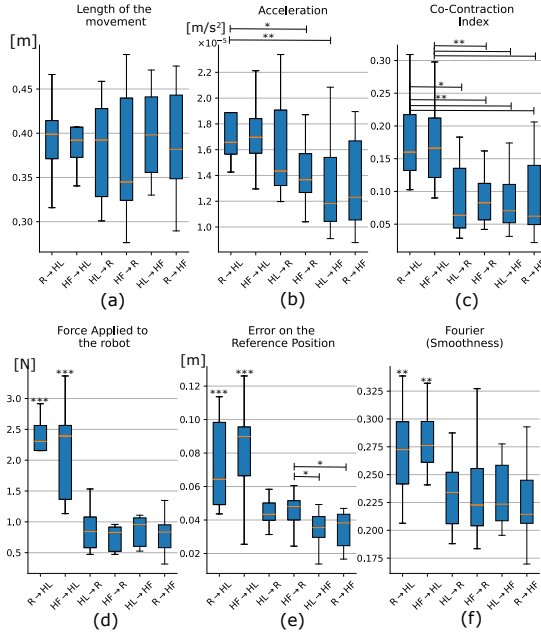 Length of the
movement
[m]
0.45
0.40
0.35
0.30
R→HL
HF→HL
HL→R
HF→R
HL→HF
R→HF
(a)
Acceleration
[m/s²]
×10⁻⁵
*
**
2.4
2.2
2.0
1.8
1.6
1.4
1.2
1.0
R→HL
HF→HL
HL→R
HF→R
HL→HF
R→HF
(b)
Co-Contraction
Index
**
*
**
0.30
0.25
0.20
0.15
0.10
0.05
R→HL
HF→HL
HL→R
HF→R
HL→HF
R→HF
(c)
Force Applied to
the robot
[N]
***
***
3.5
3.0
2.5
2.0
1.5
1.0
0.5
R→HL
HF→HL
HL→R
HF→R
HL→HF
R→HF
(d)
Error on the
Reference Position
[m]
***
***
*
*
0.12
0.10
0.08
0.06
0.04
0.02
R→HL
HF→HL
HL→R
HF→R
HL→HF
R→HF
(e)
Fourier
(Smoothness)
**
**
0.325
0.300
0.275
0.250
0.225
0.200
0.175
R→HL
HF→HL
HL→R
HF→R
HL→HF
R→HF
(f)